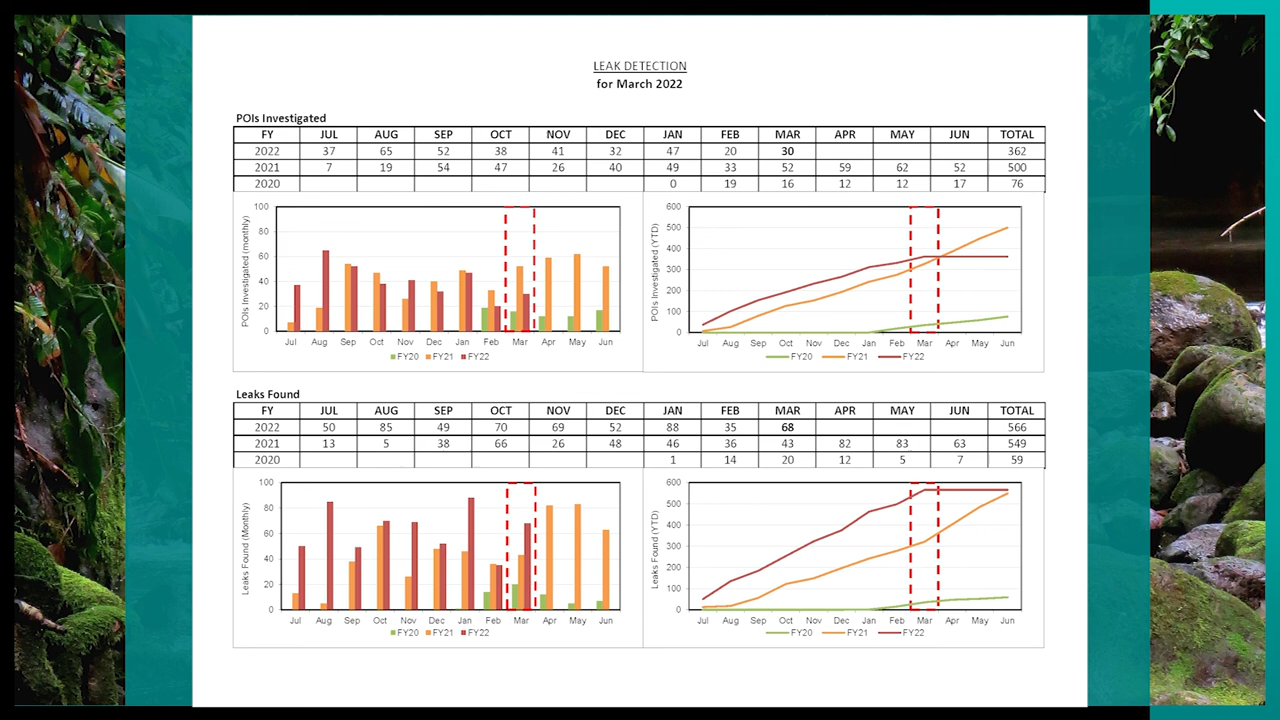 LEAK DETECTION
for March 2022
POIs Investigated
FY JUL AUG SEP OCT NOV DEC JAN FEB MAR APR MAY JUN TOTAL
2022 37 65 52 38 41 32 47 20 30 362
2021 7 19 54 47 26 40 49 33 52 59 62 52 500
2020 0 19 16 12 12 17 76
POIs Investigated (monthly)
100
80
60
40
20
0
Jul Aug Sep Oct Nov Dec Jan Feb Mar Apr May Jun
FY20 FY21 FY22
POIs Investigated (YTD)
600
500
400
300
200
100
0
Jul Aug Sep Oct Nov Dec Jan Feb Mar Apr May Jun
FY20 FY21 FY22
Leaks Found
FY JUL AUG SEP OCT NOV DEC JAN FEB MAR APR MAY JUN TOTAL
2022 50 85 49 70 69 52 88 35 68 566
2021 13 5 38 66 26 48 46 36 43 82 83 63 549
2020 1 14 20 12 5 7 59
Leaks Found (Monthly)
100
80
60
40
20
0
Jul Aug Sep Oct Nov Dec Jan Feb Mar Apr May Jun
FY20 FY21 FY22
Leaks Found (YTD)
600
500
400
300
200
100
0
Jul Aug Sep Oct Nov Dec Jan Feb Mar Apr May Jun
FY20 FY21 FY22